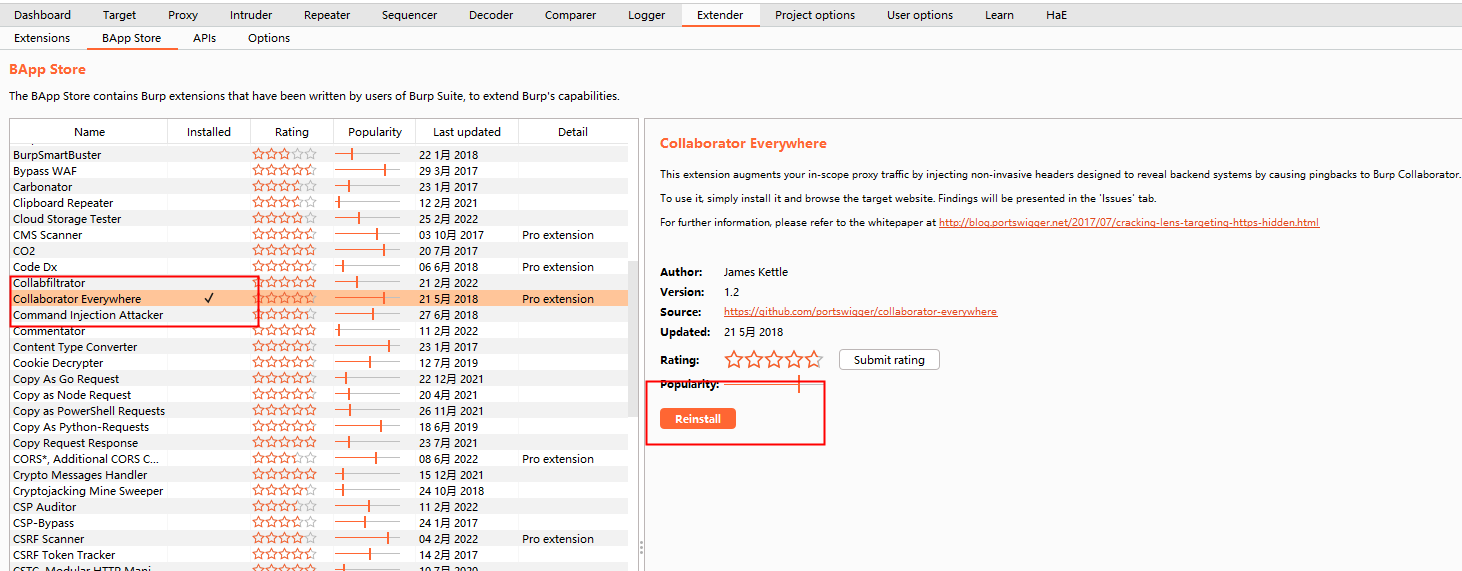 Dashboard Target Proxy Intruder Repeater Sequencer Decoder Comparer Logger Extender Project options User options Learn HaE
Extensions BApp Store APIs Options
BApp Store
The BApp Store contains Burp extensions that have been written by users of Burp Suite, to extend Burp's capabilities.
Name Installed Rating Popularity Last updated Detail
BurpSmartBuster 22 1月 2018
Bypass WAF 29 3月 2017
Carbonator 23 1月 2017
Clipboard Repeater 12 2月 2021
Cloud Storage Tester 25 2月 2022
CMS Scanner 03 10月 2017 Pro extension
CO2 20 7月 2017
Code Dx 06 6月 2018 Pro extension
Collabfiltrator 21 2月 2022
Collaborator Everywhere ✓ 21 5月 2018 Pro extension
Command Injection Attacker 27 6月 2018
Commentator 11 2月 2022
Content Type Converter 23 1月 2017
Cookie Decrypter 12 7月 2019
Copy As Go Request 22 12月 2021
Copy as Node Request 20 4月 2021
Copy as PowerShell Requests 26 11月 2021
Copy As Python-Requests 18 6月 2019
Copy Request Response 23 7月 2021
CORS*, Additional CORS C... 08 6月 2022 Pro extension
Crypto Messages Handler 15 12月 2021
Cryptojacking Mine Sweeper 24 10月 2018
CSP Auditor 11 2月 2022
CSP-Bypass 24 1月 2017
CSRF Scanner 04 2月 2022 Pro extension
CSRF Token Tracker 14 2月 2017
CSTC, Modular HTTP Mani... 10 7月 2020
Collaborator Everywhere
This extension augments your in-scope proxy traffic by injecting non-invasive headers designed to reveal backend systems by causing pingbacks to Burp Collaborator.
To use it, simply install it and browse the target website. Findings will be presented in the 'Issues' tab.
For further information, please refer to the whitepaper at http://blog.portswigger.net/2017/07/cracking-lens-targeting-https-hidden.html
Author: James Kettle
Version: 1.2
Source: https://github.com/portswigger/collaborator-everywhere
Updated: 21 5月 2018
Rating: Submit rating
Popularity:
Reinstall